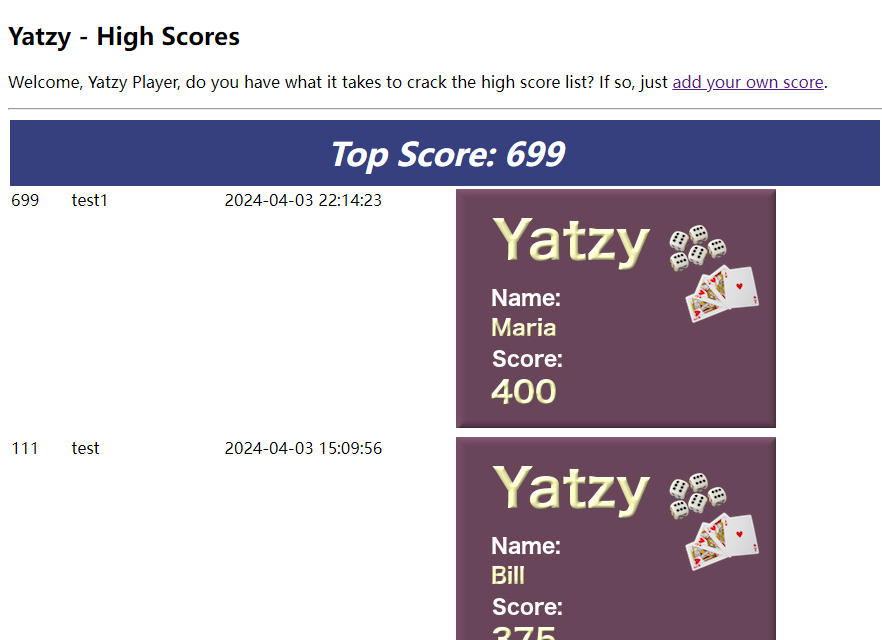 Yatzy - High Scores
Welcome, Yatzy Player, do you have what it takes to crack the high score list? If so, just add your own score.
Top Score: 699
699 test1 2024-04-03 22:14:23
Yatzy
Name:
Maria
Score:
400
111 test 2024-04-03 15:09:56
Yatzy
Name:
Bill
Score:
375